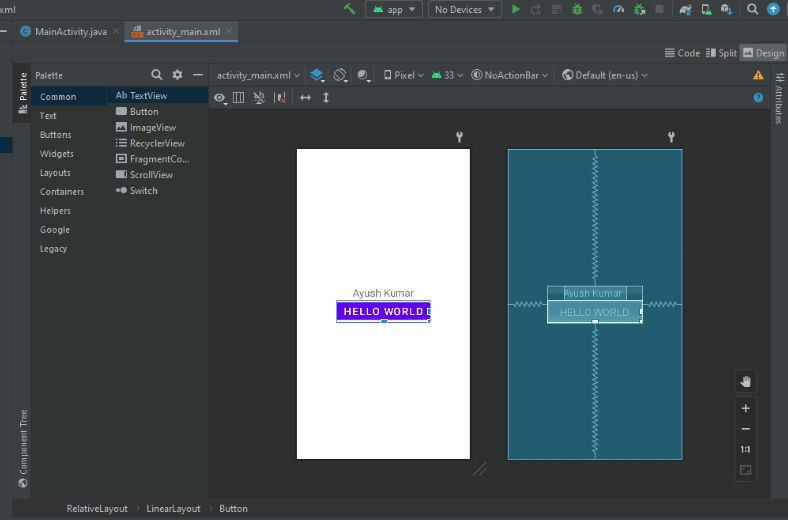 xml
app
No Devices
MainActivity.java
activity_main.xml
Code
Split
Design
Palette
Palette
activity_main.xml
Pixel
33
NoActionBar
Default (en-us)
Attributes
Common
Text
Buttons
Widgets
Layouts
Containers
Helpers
Google
Legacy
Ab TextView
Button
ImageView
RecyclerView
FragmentCo...
ScrollView
Switch
Ayush Kumar
HELLO WORLD
Ayush Kumar
HELLO WORLD
1:1
Component Tree
RelativeLayout > LinearLayout > Button